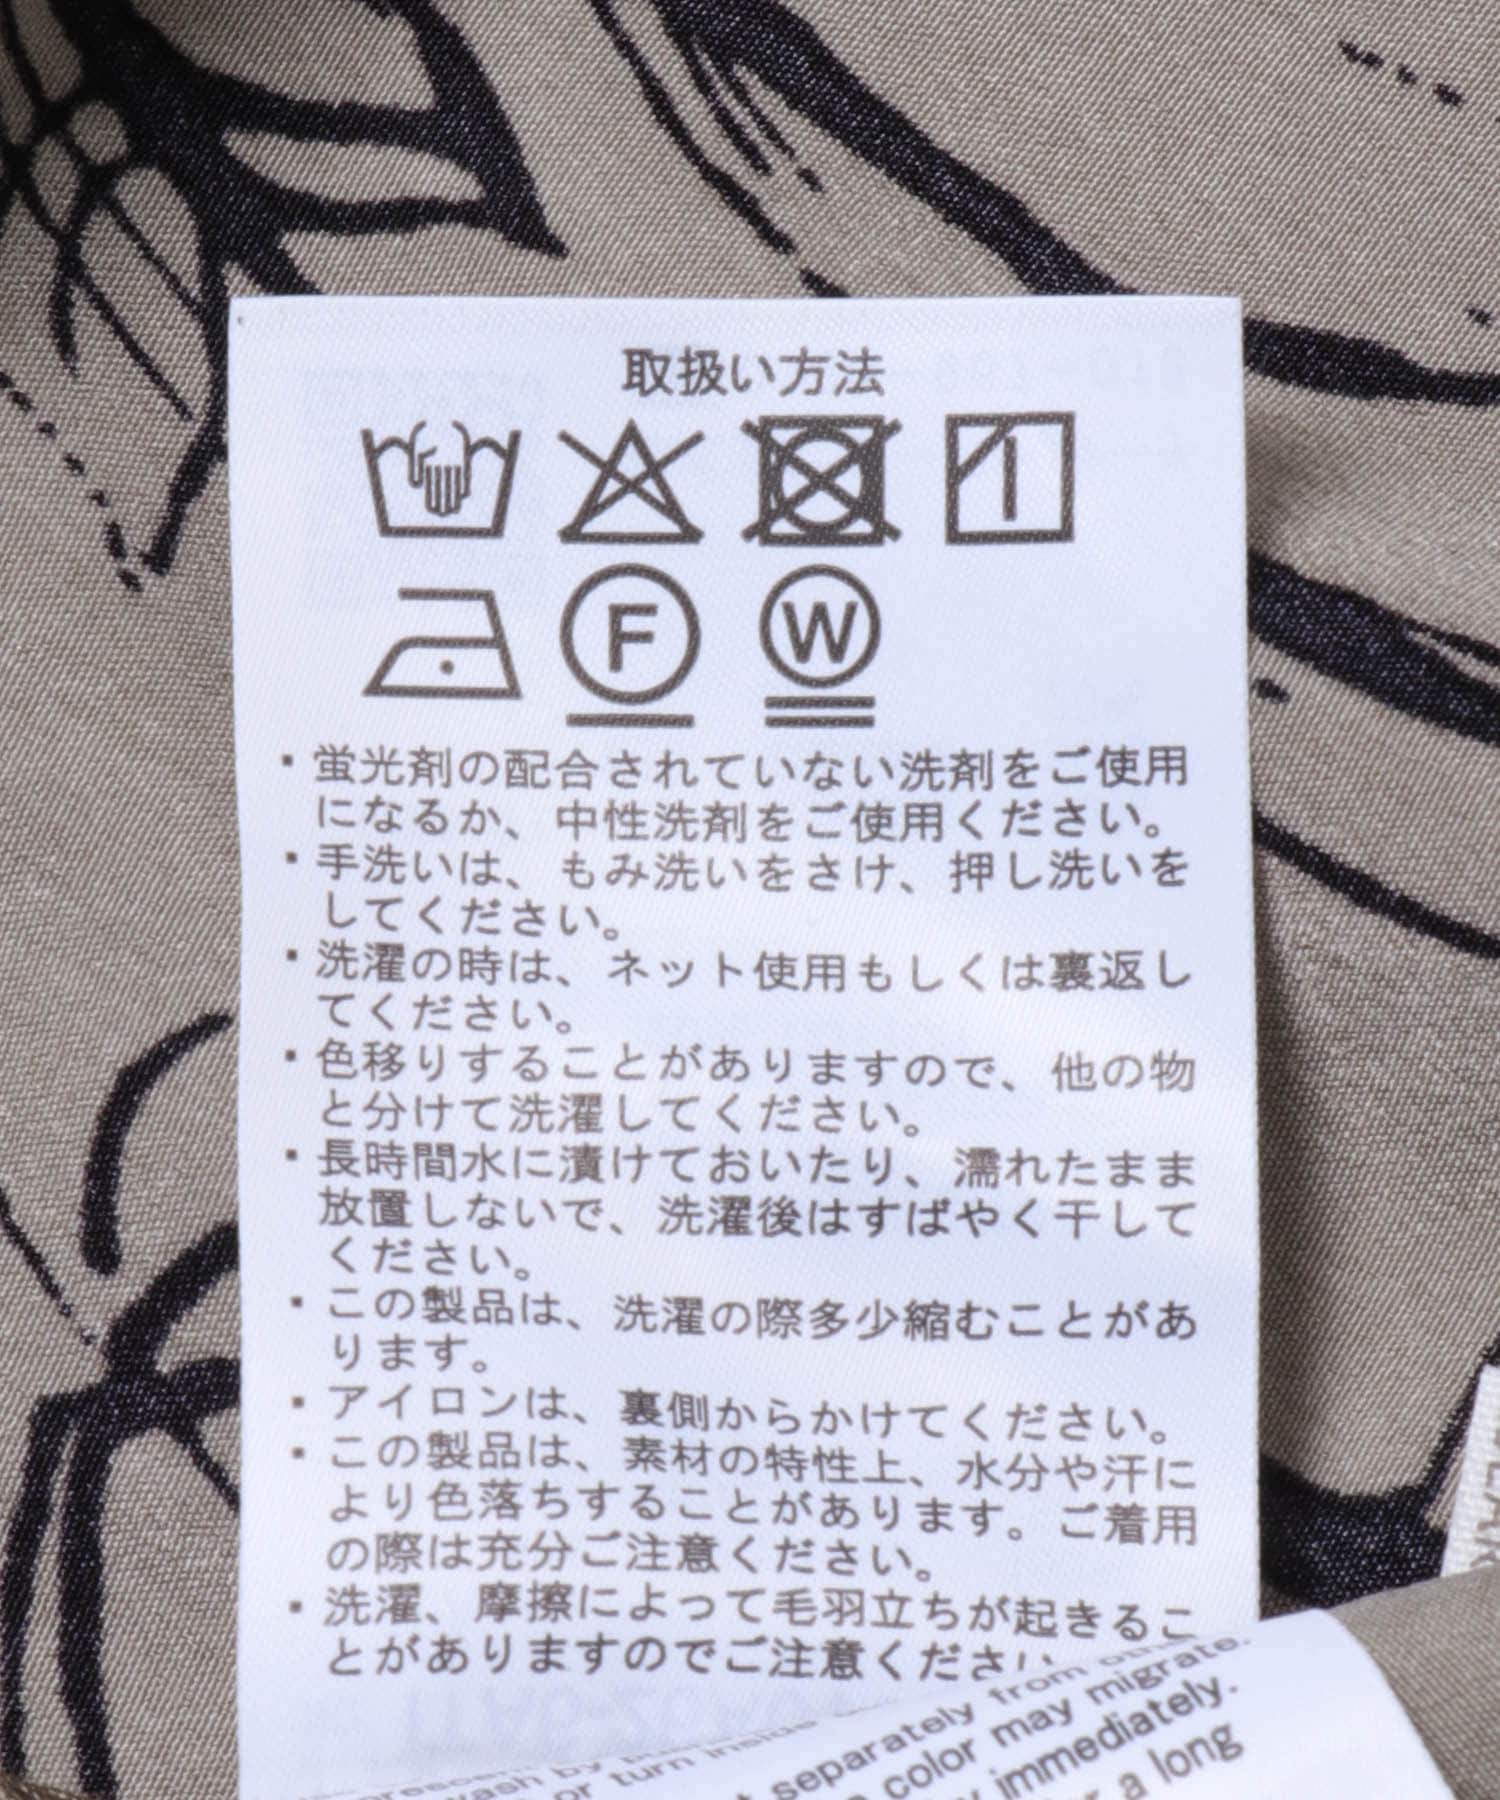 取扱い方法
F
W
・蛍光剤の配合されていない洗剤をご使用
になるか、中性洗剤をご使用ください。
・手洗いは、もみ洗いをさけ、押し洗いを
してください。
・洗濯の時は、ネット使用もしくは裏返し
てください。
・色移りすることがありますので、他の物
と分けて洗濯してください。
・長時間水に漬けておいたり、濡れたまま
放置しないで、洗濯後はすばやく干して
ください。
・この製品は、洗濯の際多少縮むことがあ
ります。
・アイロンは、裏側からかけてください。
・この製品は、素材の特性上、水分や汗に
より色落ちすることがあります。ご着用
の際は充分ご注意ください。
・洗濯、摩擦によって毛羽立ちが起きるこ
とがありますのでご注意ください
separately from
color may migrate.
or turn inside
wash by
immediately.
a long